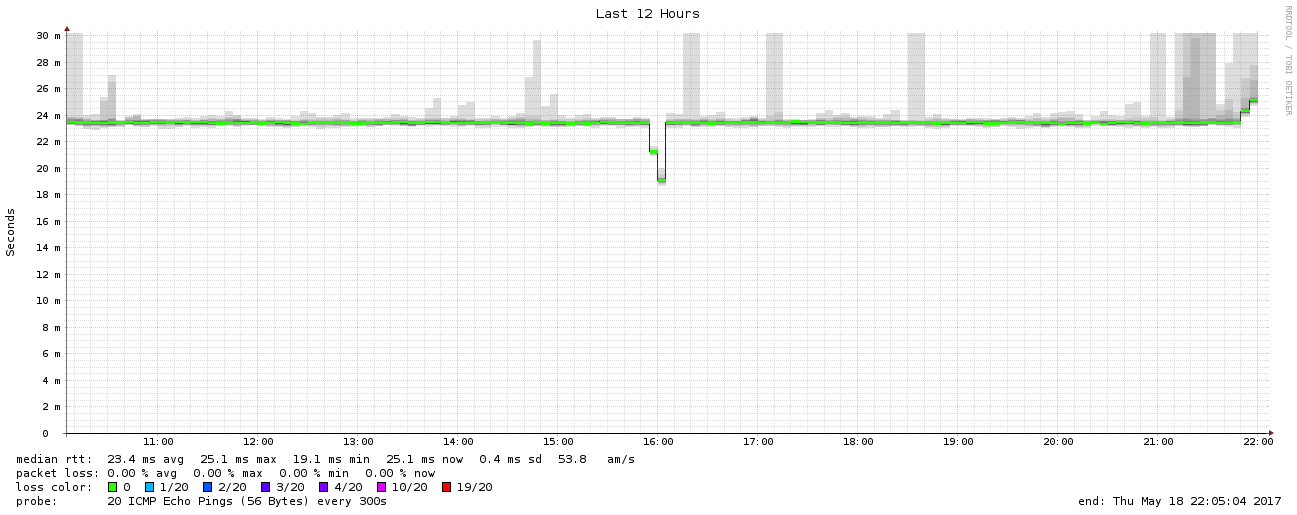 Last 12 Hours
RRDTOOL / TOBI OETIKER
Seconds
30 m
28 m
26 m
24 m
22 m
20 m
18 m
16 m
14 m
12 m
10 m
8 m
6 m
4 m
2 m
0
11:00 12:00 13:00 14:00 15:00 16:00 17:00 18:00 19:00 20:00 21:00 22:00
median rtt: 23.4 ms avg 25.1 ms max 19.1 ms min 25.1 ms now 0.4 ms sd 53.8 am/s
packet loss: 0.00 % avg 0.00 % max 0.00 % min 0.00 % now
loss color: 0 1/20 2/20 3/20 4/20 10/20 19/20
probe: 20 ICMP Echo Pings (56 Bytes) every 300s end: Thu May 18 22:05:04 2017